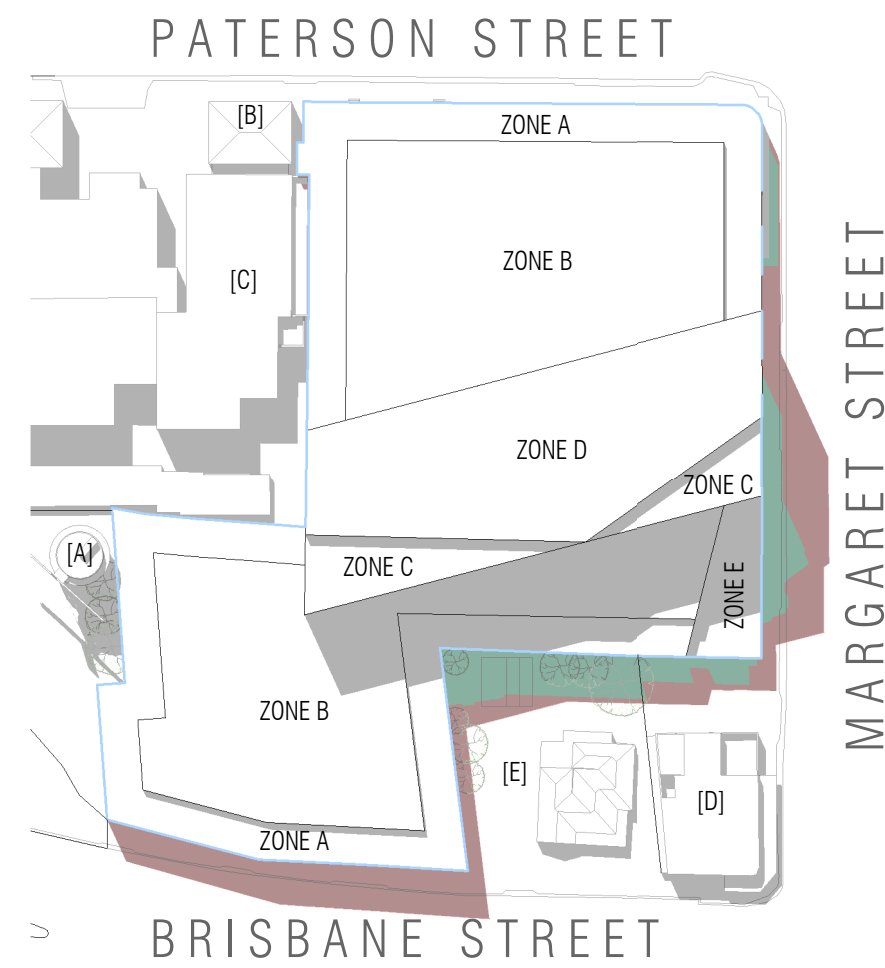 PATERSON STREET
[B]
ZONE A
ZONE B
[C]
MARGARET STREET
ZONE D
ZONE C
[A]
ZONE C
ZONE E
ZONE B
[E]
[D]
ZONE A
BRISBANE STREET